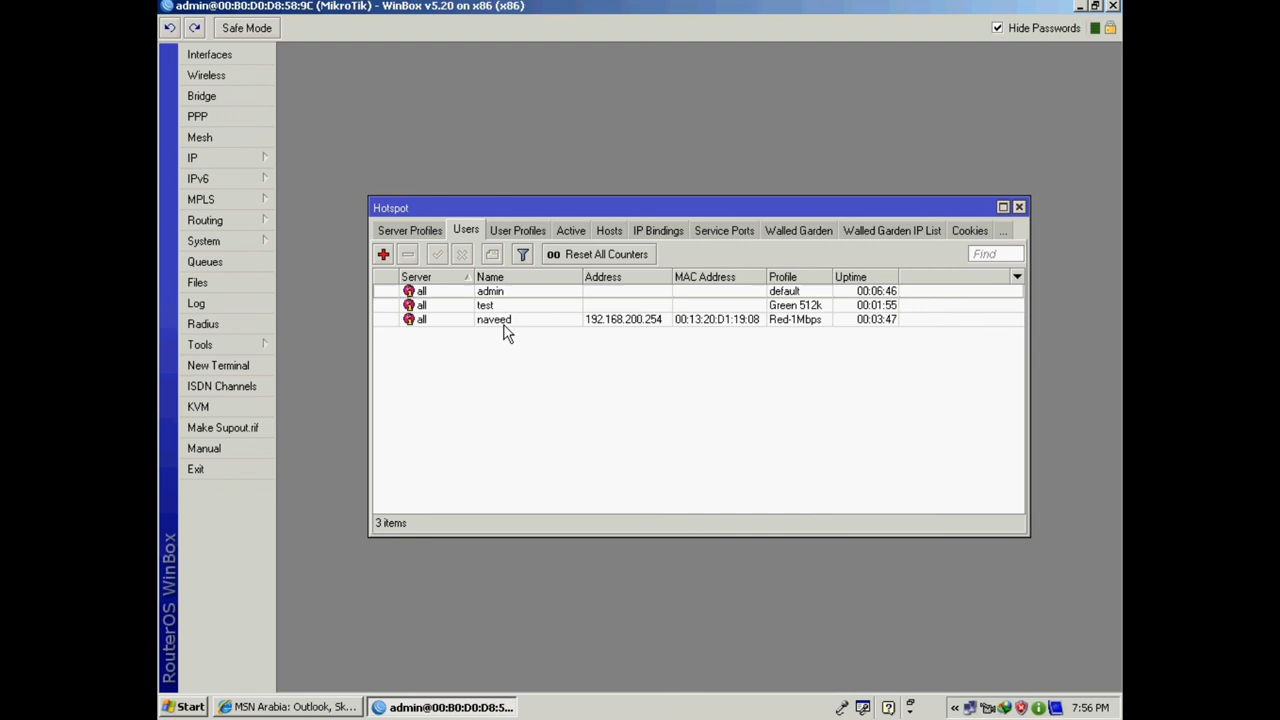 admin@00:B0:D0:D8:58:9C (MikroTik) - WinBox v5.20 on x86 (x86)
Safe Mode
Hide Passwords
Interfaces
Wireless
Bridge
PPP
Mesh
IP
IPv6
MPLS
Routing
System
Queues
Files
Log
Radius
Tools
New Terminal
ISDN Channels
KVM
Make Supout.rif
Manual
Exit
RouterOS WinBox
Hotspot
Server Profiles Users User Profiles Active Hosts IP Bindings Service Ports Walled Garden Walled Garden IP List Cookies ...
00 Reset All Counters Find
Server Name Address MAC Address Profile Uptime
all admin default 00:06:46
all test Green 512k 00:01:55
all naveed 192.168.200.254 00:13:20:D1:19:08 Red-1Mbps 00:03:47
3 items
Start MSN Arabia: Outlook, Sk... admin@00:B0:D0:D8:5... « 7:56 PM